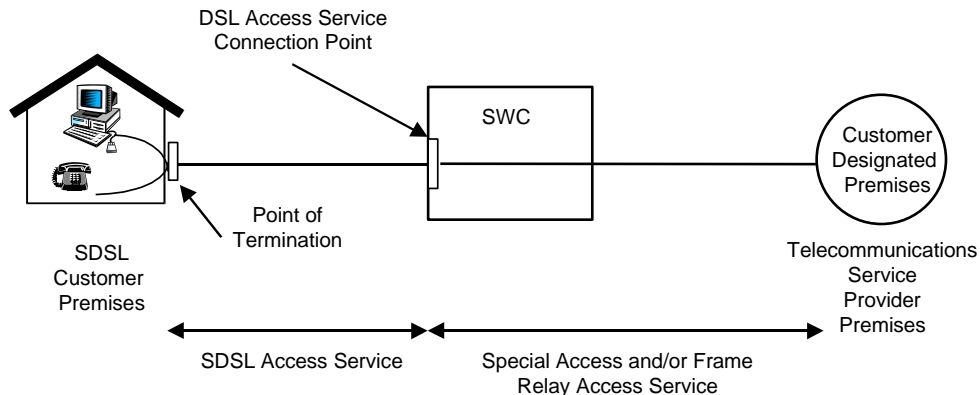 DSL Access Service
Connection Point
SWC
Customer
Designated
Premises
Point of
Termination
SDSL
Customer
Premises
Telecommunications
Service
Provider
Premises
SDSL Access Service
Special Access and/or Frame
Relay Access Service